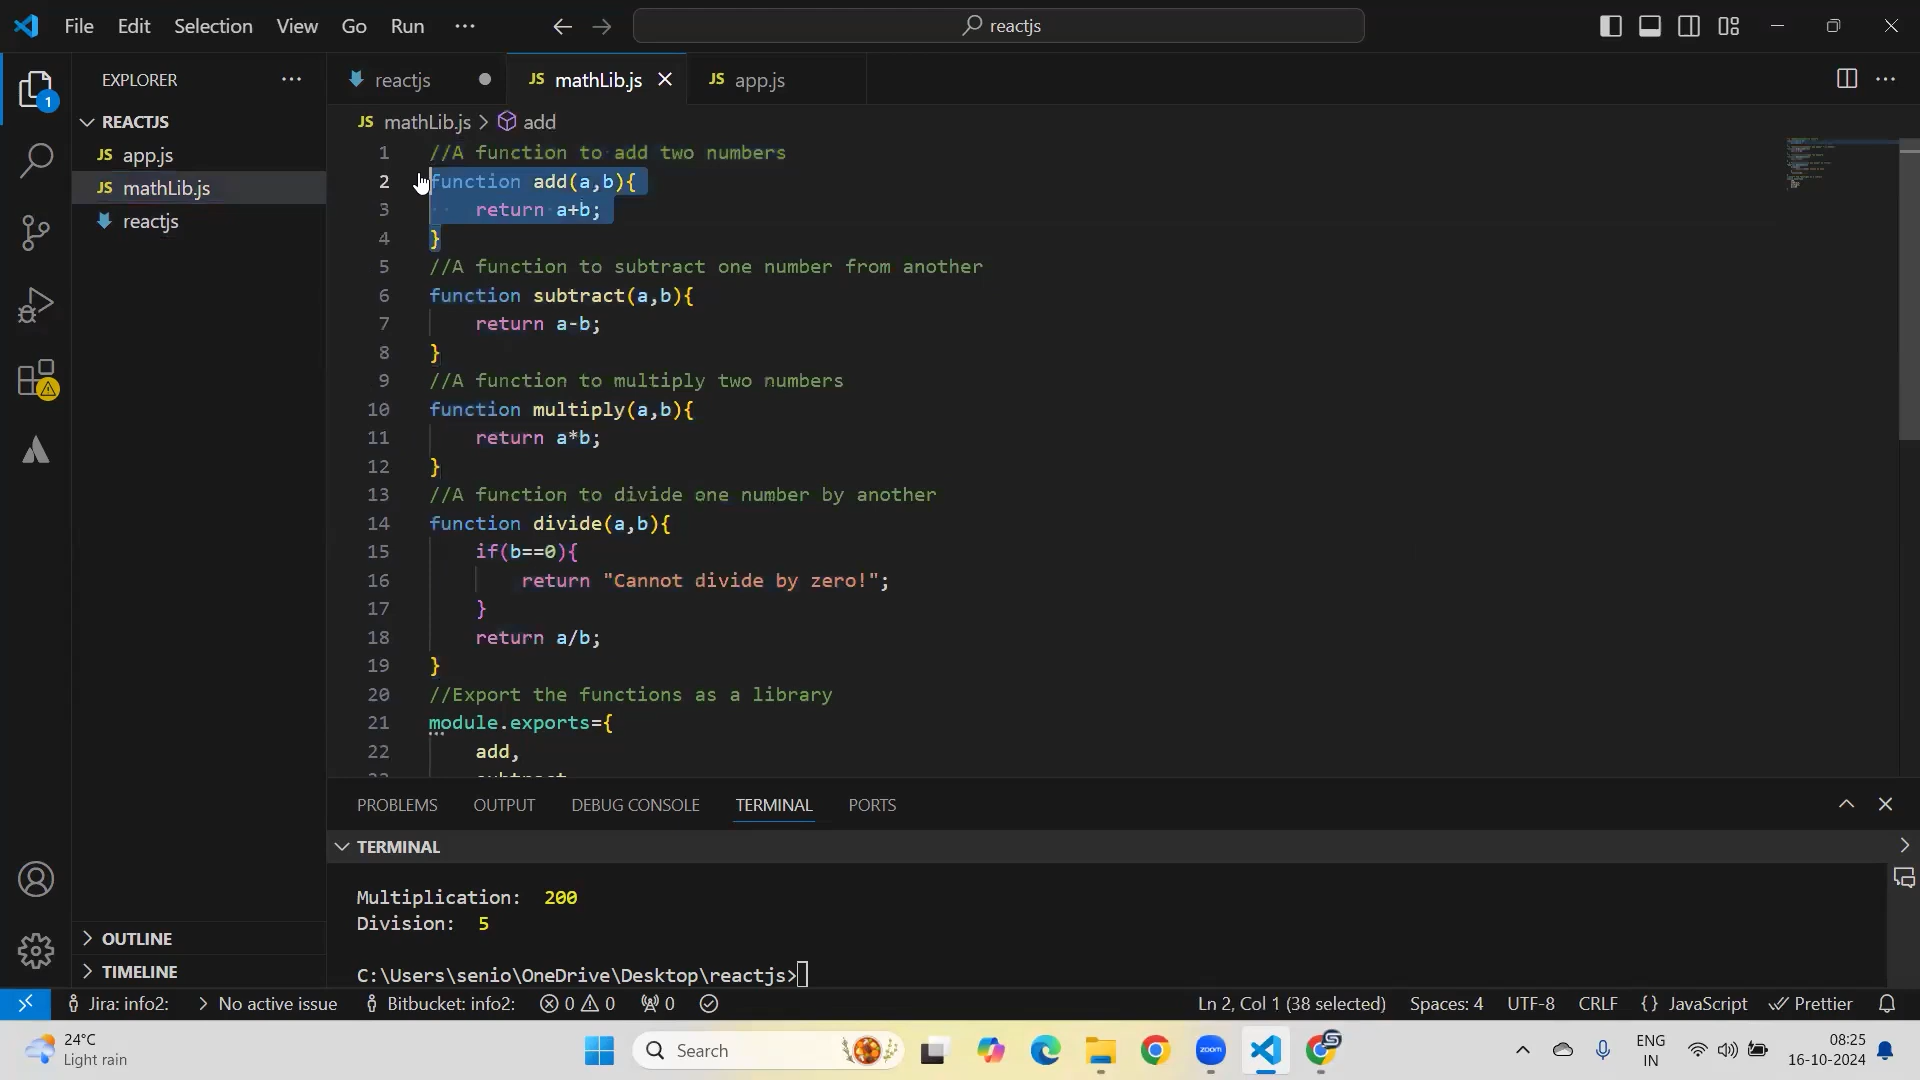 File Edit Selection View Go Run ··· reactjs
EXPLORER
REACTJS
JS app.js
JS mathLib.js
reactjs
OUTLINE
TIMELINE
1
reactjs JS mathLib.js JS app.js
JS mathLib.js > add
1 //A function to add two numbers
2 function add(a,b){
3 return a+b;
4 }
5 //A function to subtract one number from another
6 function subtract(a,b){
7 return a-b;
8 }
9 //A function to multiply two numbers
10 function multiply(a,b){
11 return a*b;
12 }
13 //A function to divide one number by another
14 function divide(a,b){
15 if(b==0){
16 return "Cannot divide by zero!";
17 }
18 return a/b;
19 }
20 //Export the functions as a library
21 module.exports={
22 add,
PROBLEMS OUTPUT DEBUG CONSOLE TERMINAL PORTS
TERMINAL
Multiplication: 200
Division: 5
C:\Users\senio\OneDrive\Desktop\reactjs>
Jira: info2: No active issue Bitbucket: info2: 0 0 0 Ln 2, Col 1 (38 selected) Spaces: 4 UTF-8 CRLF {} JavaScript Prettier
24°C
Light rain
Search
zoom
ENG
IN
08:25
16-10-2024